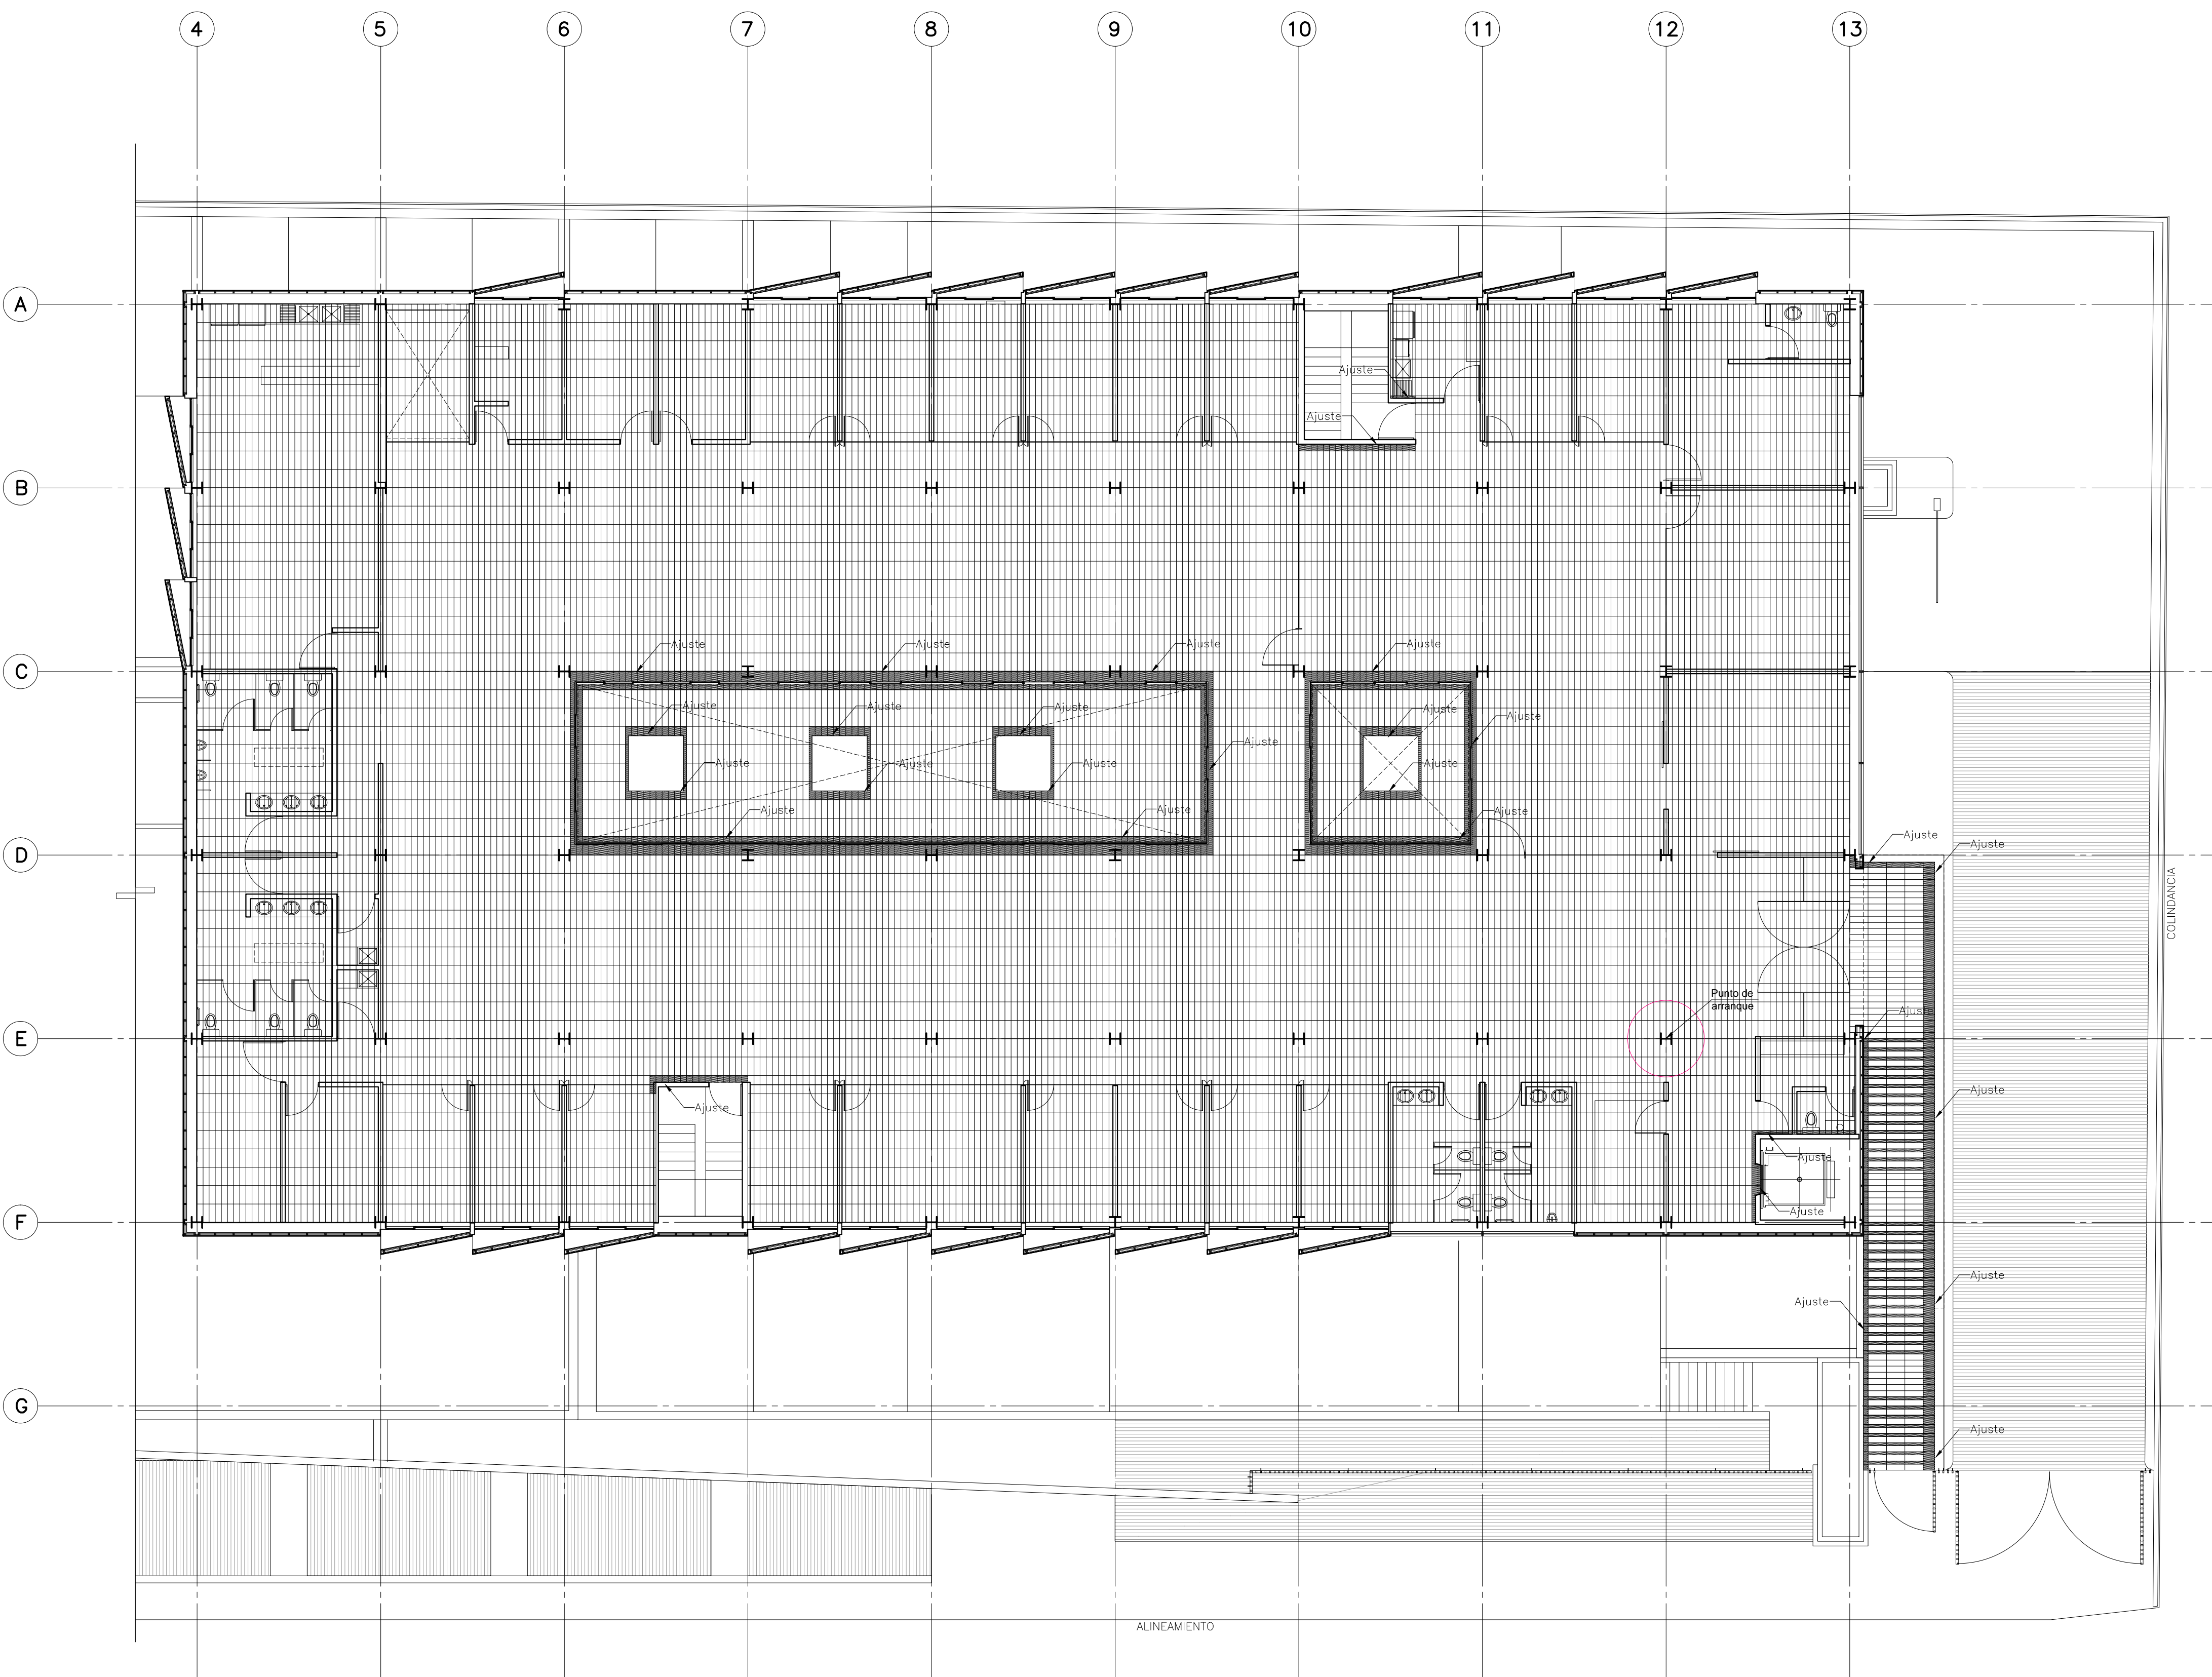 4 5 6 7 8 9 10 11 12 13
A
Ajuste
Ajuste
B
Ajuste Ajuste Ajuste Ajuste
C
Ajuste Ajuste Ajuste Ajuste Ajuste
Ajuste
Ajuste Ajuste Ajuste Ajuste
Ajuste Ajuste Ajuste
Ajuste
Ajuste
D
COLINDANCIA
Punto de
arranque
Ajuste
E
Ajuste
Ajuste
Ajuste
Ajuste
F
Ajuste
Ajuste
G
Ajuste
ALINEAMIENTO